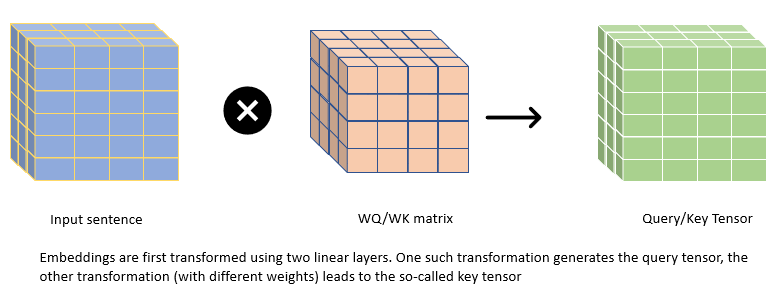 Input sentence
WQ/WK matrix
Query/Key Tensor
Embeddings are first transformed using two linear layers. One such transformation generates the query tensor, the
other transformation (with different weights) leads to the so-called key tensor